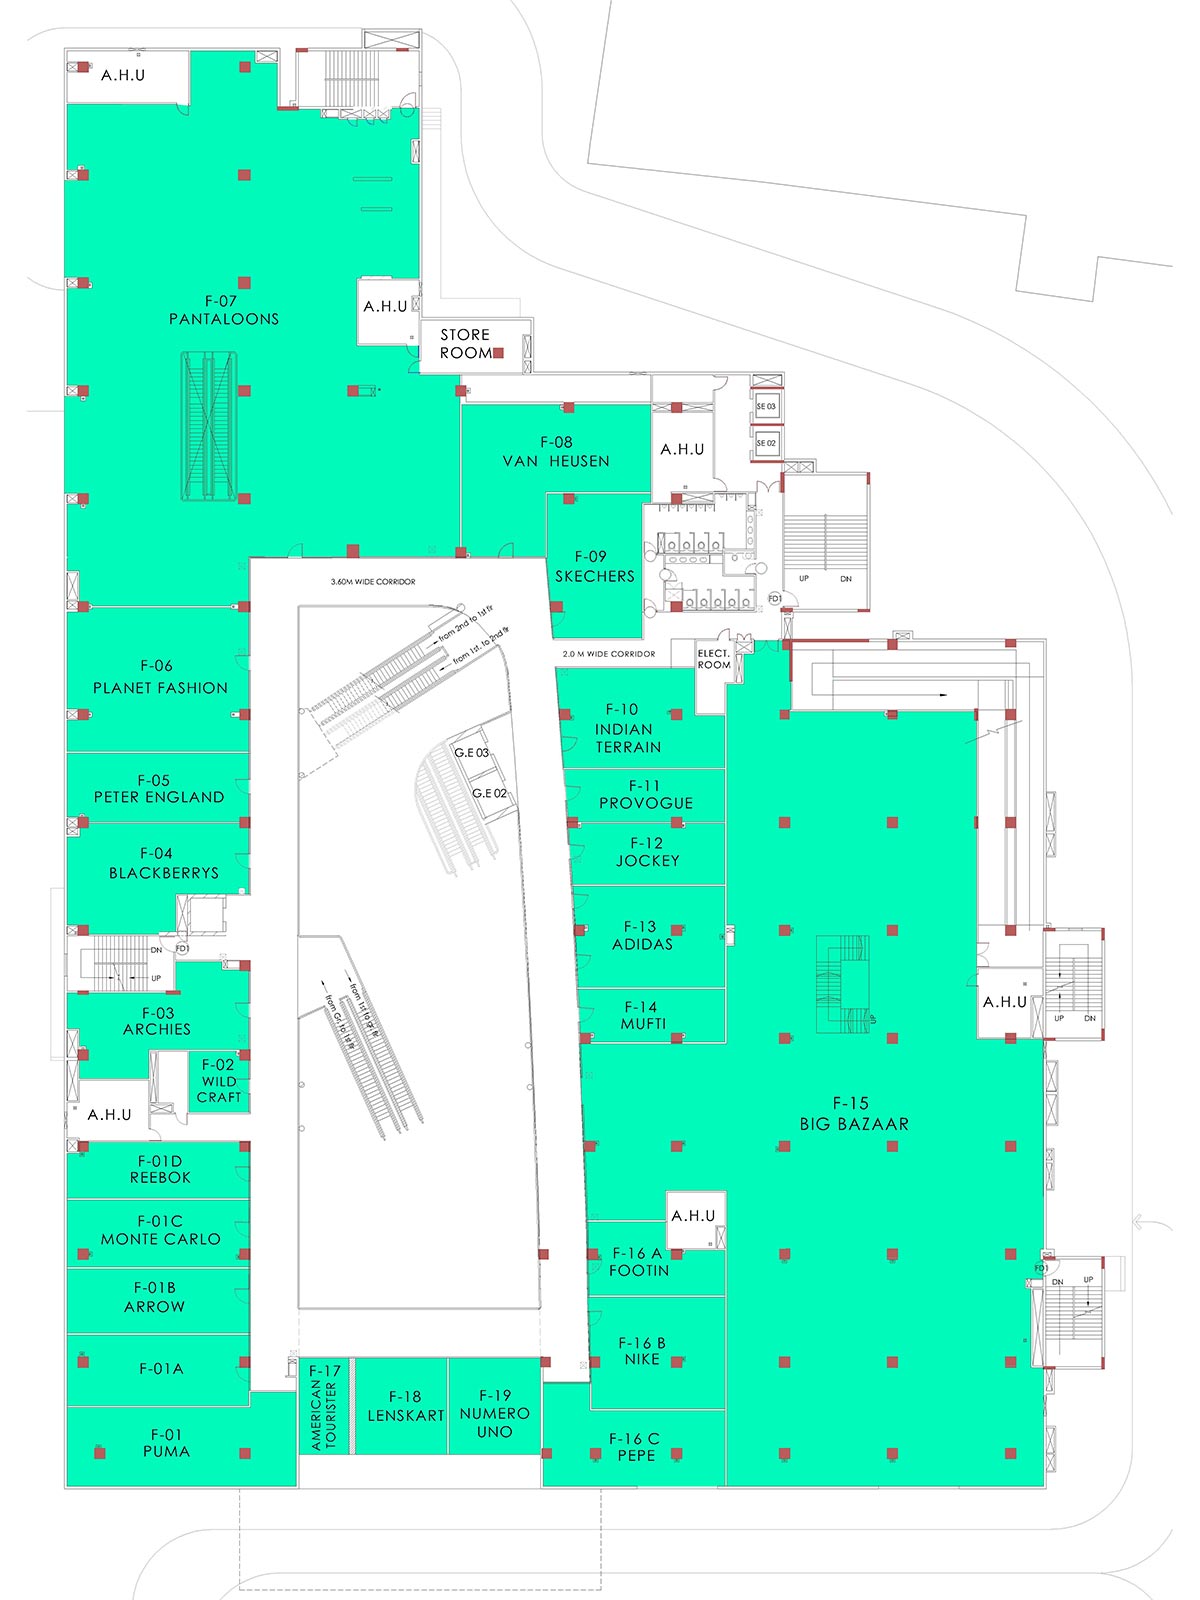 A.H.U
F-07
PANTALOONS
A.H.U
STORE
ROOM
SE 03
SE 02
F-08
VAN HEUSEN
A.H.U
F-09
SKECHERS
UP
DN
FD1
3.60M WIDE CORRIDOR
from 2nd to 1st flr
from 1st. to 2nd flr
2.0 M WIDE CORRIDOR
ELECT.
ROOM
F-06
PLANET FASHION
F-10
INDIAN
TERRAIN
G.E 03
G.E 02
F-05
PETER ENGLAND
F-11
PROVOGUE
F-04
BLACKBERRYS
F-12
JOCKEY
F-13
ADIDAS
DN
FD1
UP
from Gr. to 1st flr
from 1st to gr flr
F-03
ARCHIES
F-14
MUFTI
UP
A.H.U
UP
DN
F-02
WILD
CRAFT
A.H.U
F-15
BIG BAZAAR
F-01D
REEBOK
F-01C
MONTE CARLO
A.H.U
F-16 A
FOOTIN
FD1
DN
UP
F-01B
ARROW
F-16 B
NIKE
F-01A
F-17
AMERICAN
TOURISTER
F-18
LENSKART
F-19
NUMERO
UNO
F-01
PUMA
F-16 C
PEPE